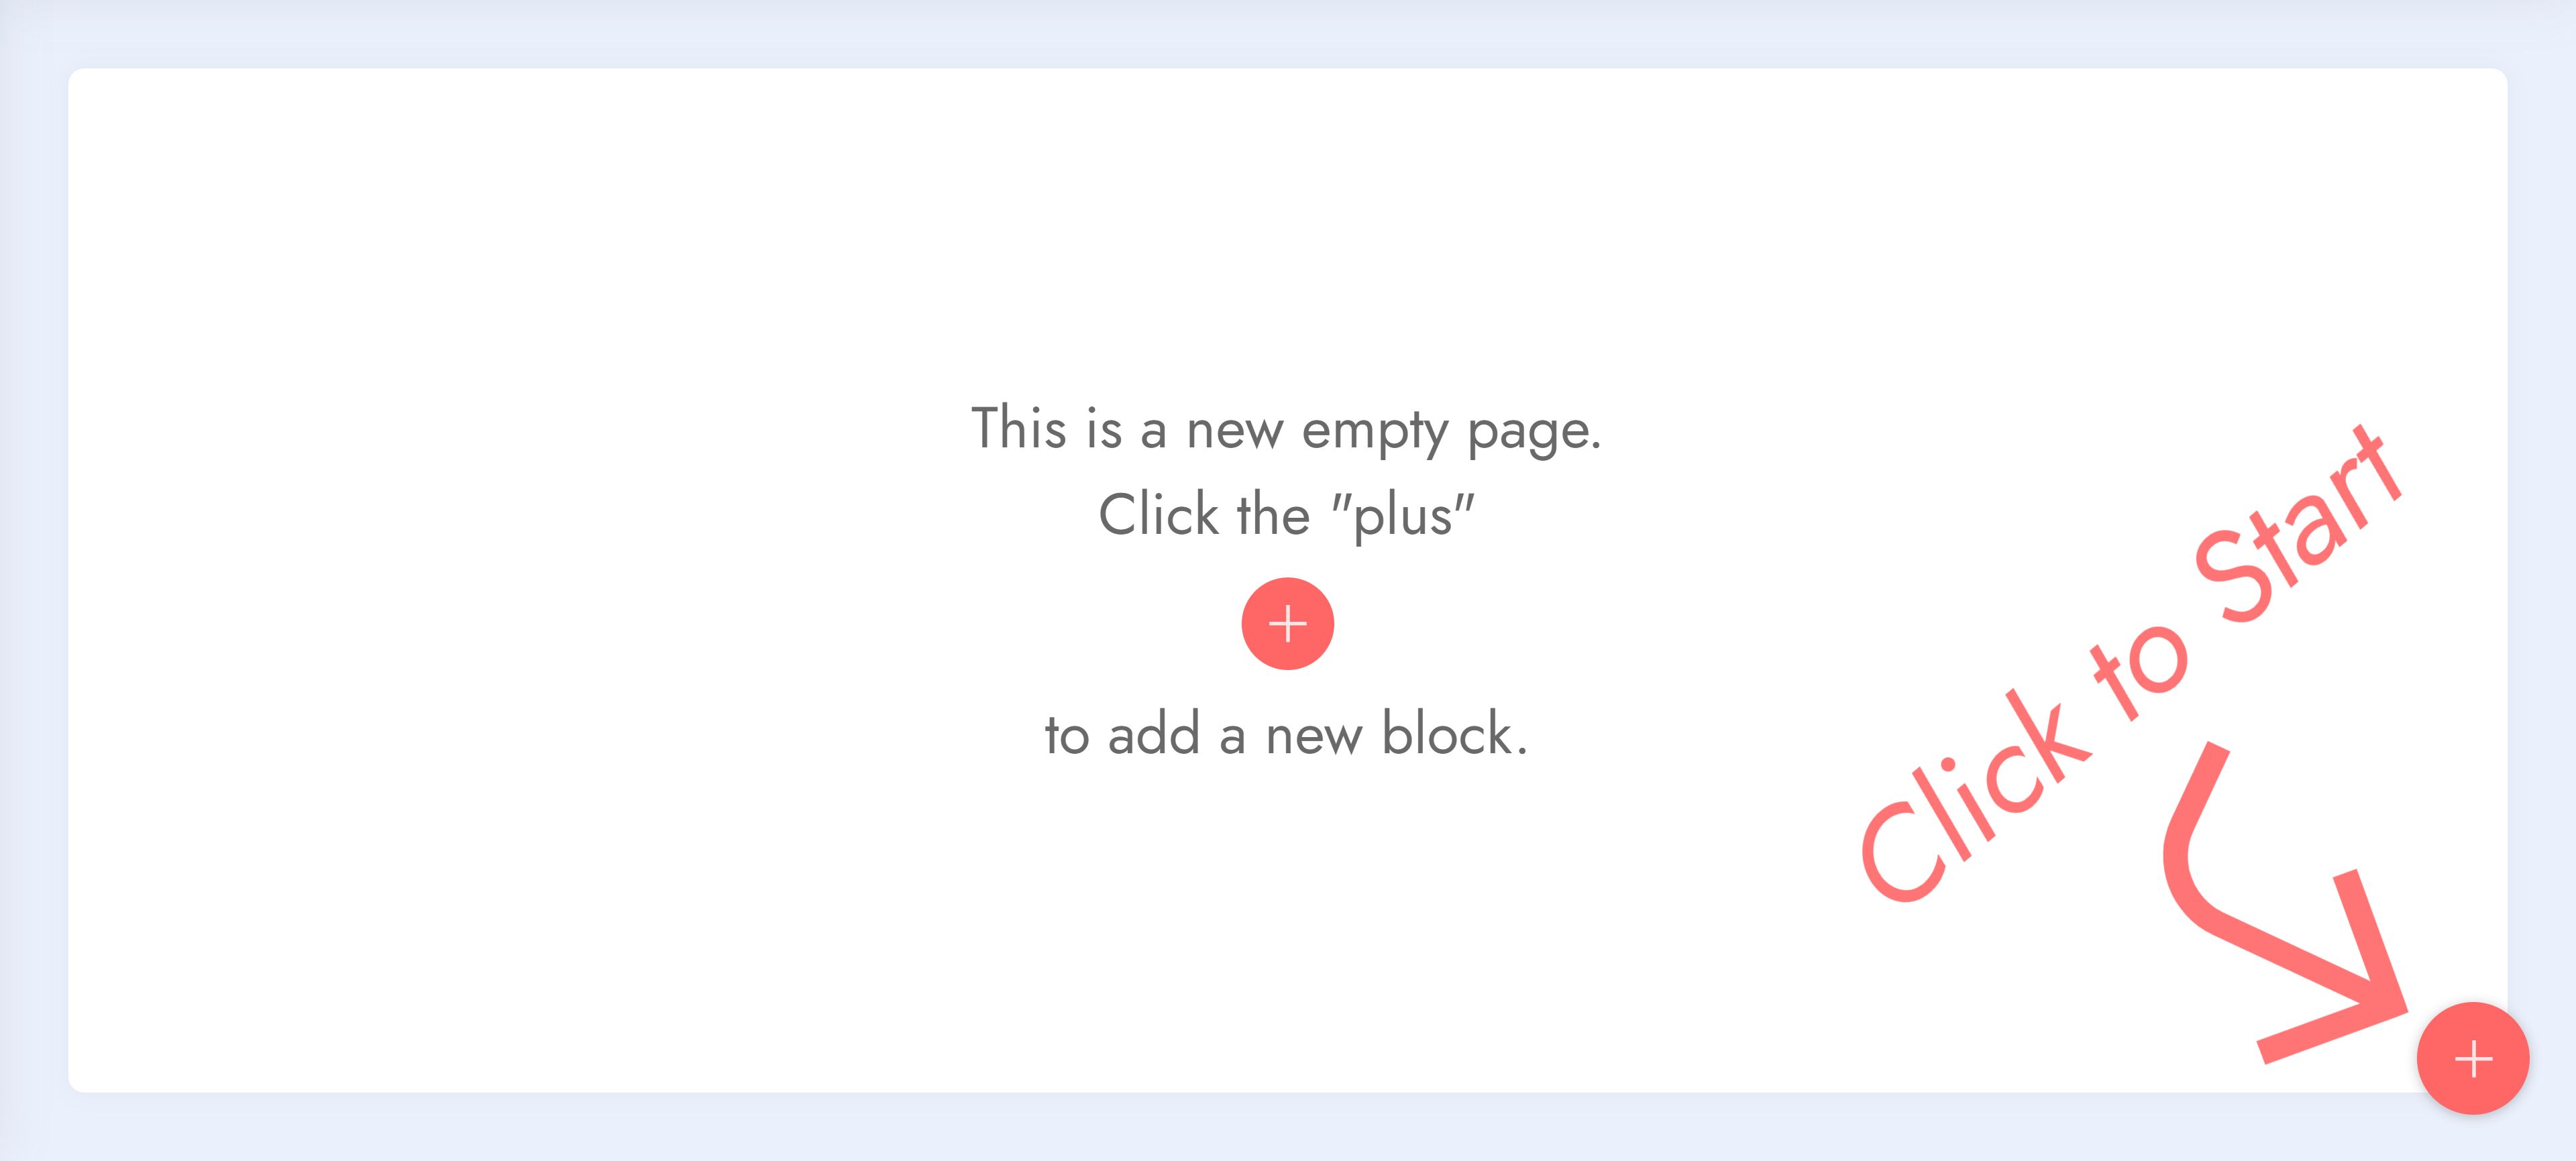 This is a new empty page.
Click the "plus"
to add a new block.
Click to Start